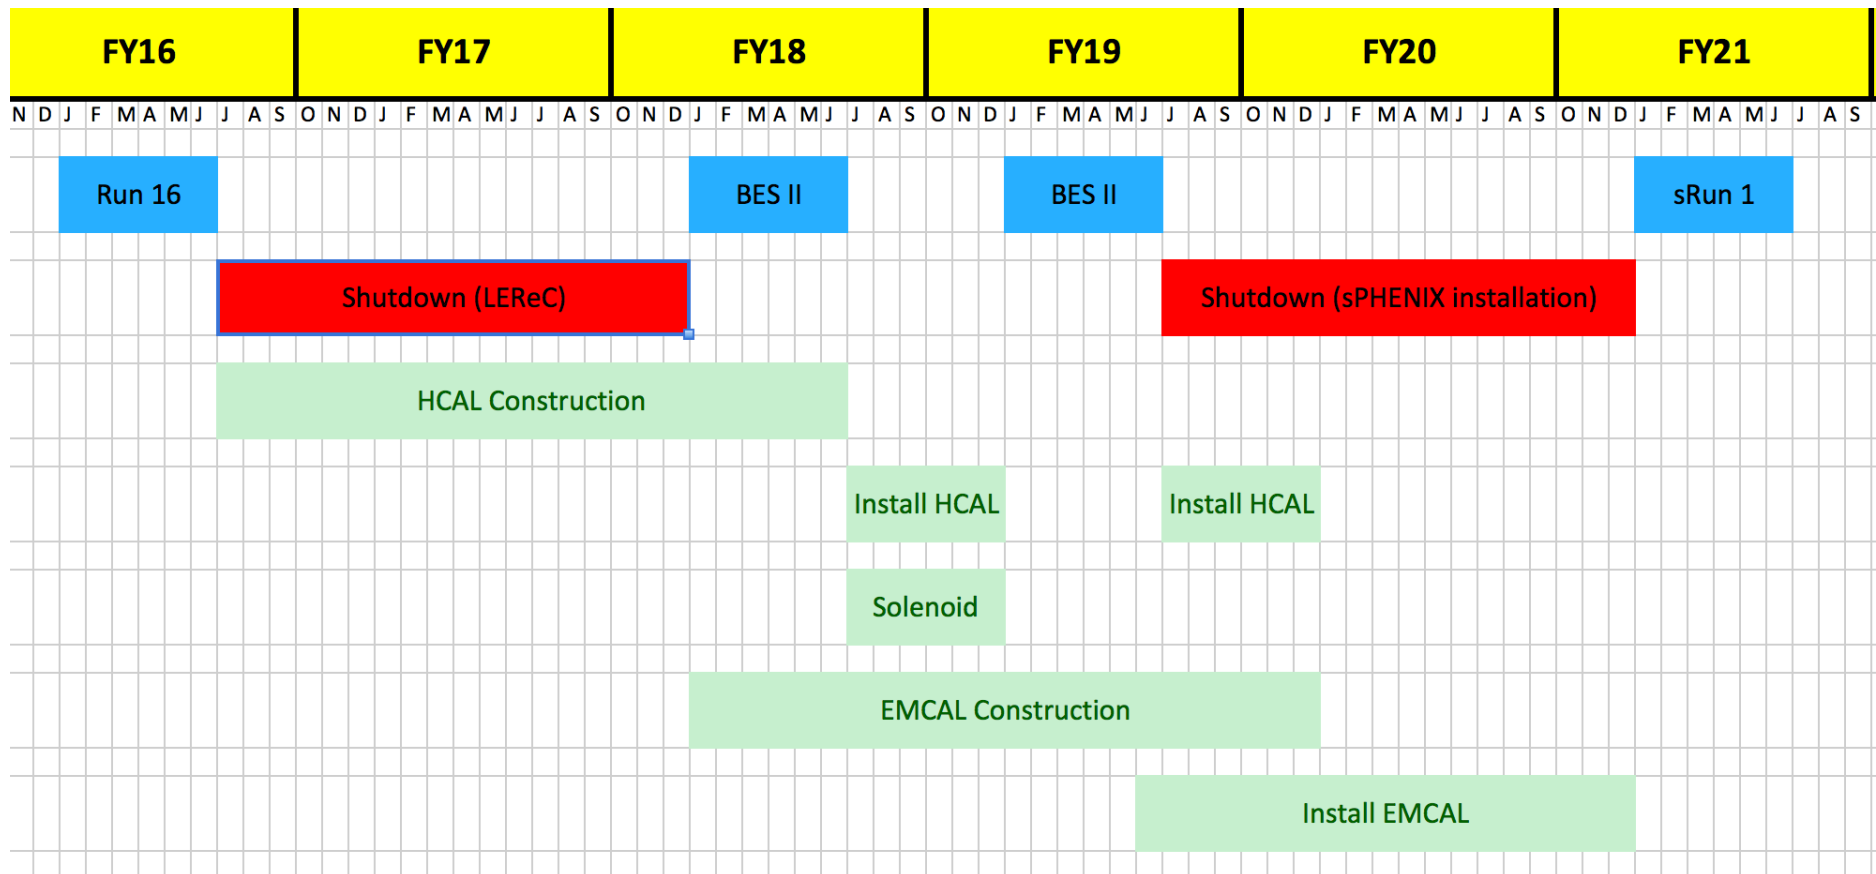 FY16 FY17 FY18 FY19 FY20 FY21
N D J F M A M J J A S O N D J F M A M J J A S O N D J F M A M J J A S O N D J F M A M J J A S O N D J F M A M J J A S O N D J F M A M J J A S
Run 16 BES II BES II sRun 1
Shutdown (LEReC) Shutdown (sPHENIX installation)
HCAL Construction
Install HCAL Install HCAL
Solenoid
EMCAL Construction
Install EMCAL